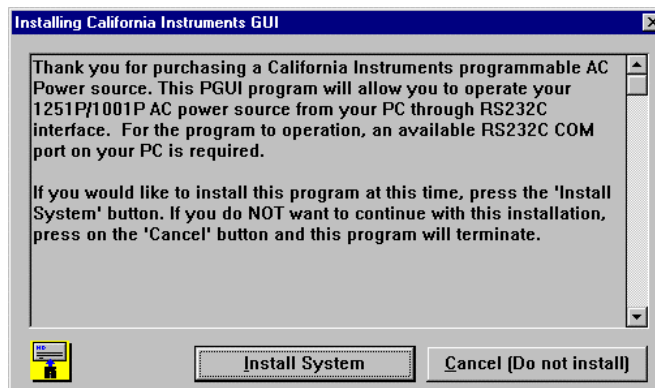 Installing California Instruments GUI
Thank you for purchasing a California Instruments programmable AC
Power source. This PGUI program will allow you to operate your
1251P/1001P AC power source from your PC through RS232C
interface.  For the program to operation, an available RS232C COM
port on your PC is required.
If you would like to install this program at this time, press the 'Install
System' button. If you do NOT want to continue with this installation,
press on the 'Cancel' button and this program will terminate.
HD
Install System
Cancel (Do not install)